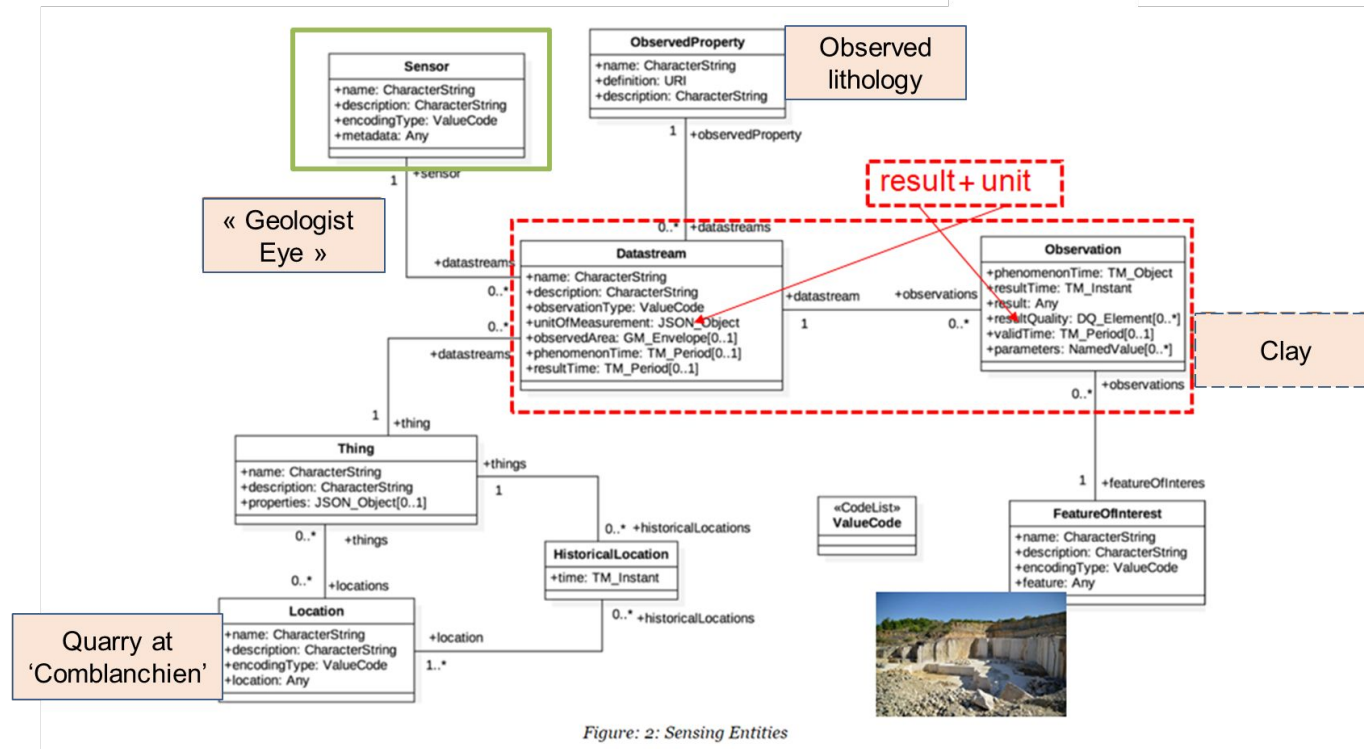 Sensor
+name: CharacterString
+description: CharacterString
+encodingType: ValueCode
+metadata: Any
1
+sensor
ObservedProperty
+name: CharacterString
+definition: URI
+description: CharacterString
1
+observedProperty
Observed
lithology
result + unit
« Geologist
Eye »
0..*
+datastreams
+datastreams
0..*
0..*
+datastreams
Datastream
+name: CharacterString
+description: CharacterString
+observationType: ValueCode
+unitOfMeasurement: JSON_Object
+observedArea: GM_Envelope[0..1]
+phenomenonTime: TM_Period[0..1]
+resultTime: TM_Period[0..1]
+datastream
1
+observations
0..*
Observation
+phenomenonTime: TM_Object
+resultTime: TM_Instant
+result: Any
+resultQuality: DQ_Element[0..*]
+validTime: TM_Period[0..1]
+parameters: NamedValue[0..*]
Clay
+observations
0..*
1
+thing
Thing
+name: CharacterString
+description: CharacterString
+properties: JSON_Object[0..1]
+things
1
0..*
+things
0..*
+historicalLocations
1
+featureOfInteres
«CodeList»
ValueCode
FeatureOfInterest
+name: CharacterString
+description: CharacterString
+encodingType: ValueCode
+feature: Any
HistoricalLocation
+time: TM_Instant
0..*
+locations
0..*
+historicalLocations
Location
+name: CharacterString
+description: CharacterString
+encodingType: ValueCode
+location: Any
+location
1..*
Quarry at
‘Comblanchien’
Figure: 2: Sensing Entities